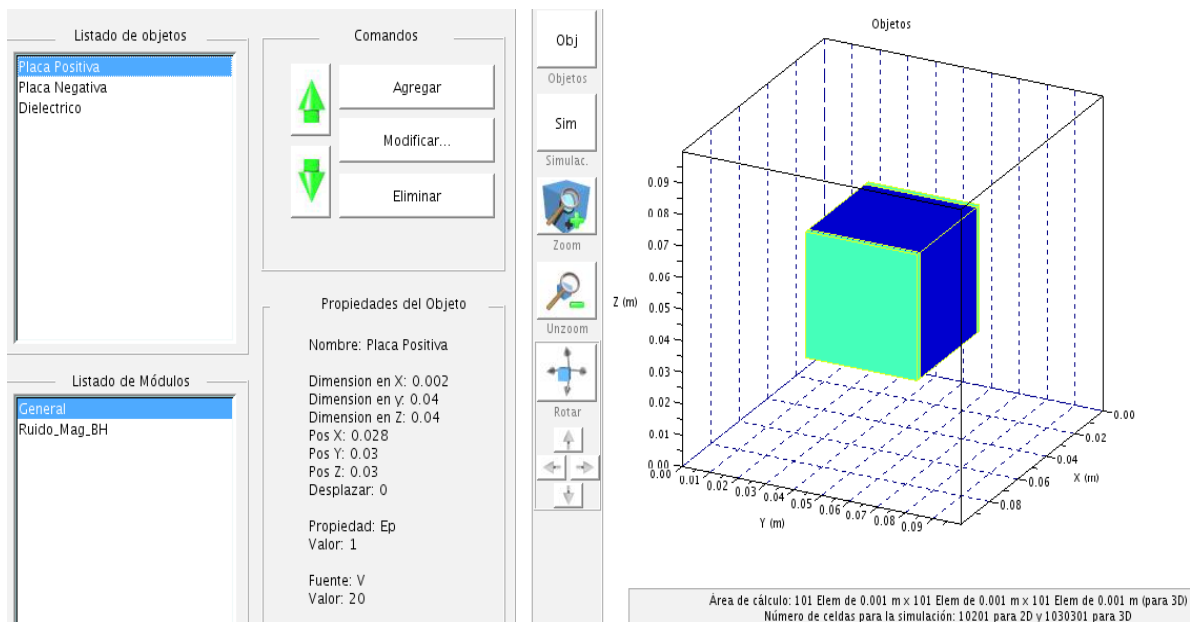 Listado de objetos
Placa Positiva
Placa Negativa
Dielectrico
Listado de Módulos
General
Ruido_Mag_BH
Comandos
Agregar
Modificar...
Eliminar
Propiedades del Objeto
Nombre: Placa Positiva
Dimension en X: 0.002
Dimension en y: 0.04
Dimension en Z: 0.04
Pos X: 0.028
Pos Y: 0.03
Pos Z: 0.03
Desplazar: 0
Propiedad: Ep
Valor: 1
Fuente: V
Valor: 20
Obj
Objetos
Sim
Simulac.
Zoom
Unzoom
Rotar
Objetos
0.09
0.08
0.07
0.06
Z (m)
0.05
0.04
0.03
0.02
0.01
0.00
0.00
0.01
0.02
0.03
0.04
0.05
0.06
0.07
0.08
0.09
Y (m)
0.00
0.02
0.04
X (m)
0.06
0.08
Área de cálculo: 101 Elem de 0.001 m x 101 Elem de 0.001 m x 101 Elem de 0.001 m (para 3D)
Número de celdas para la simulación: 10201 para 2D y 1030301 para 3D